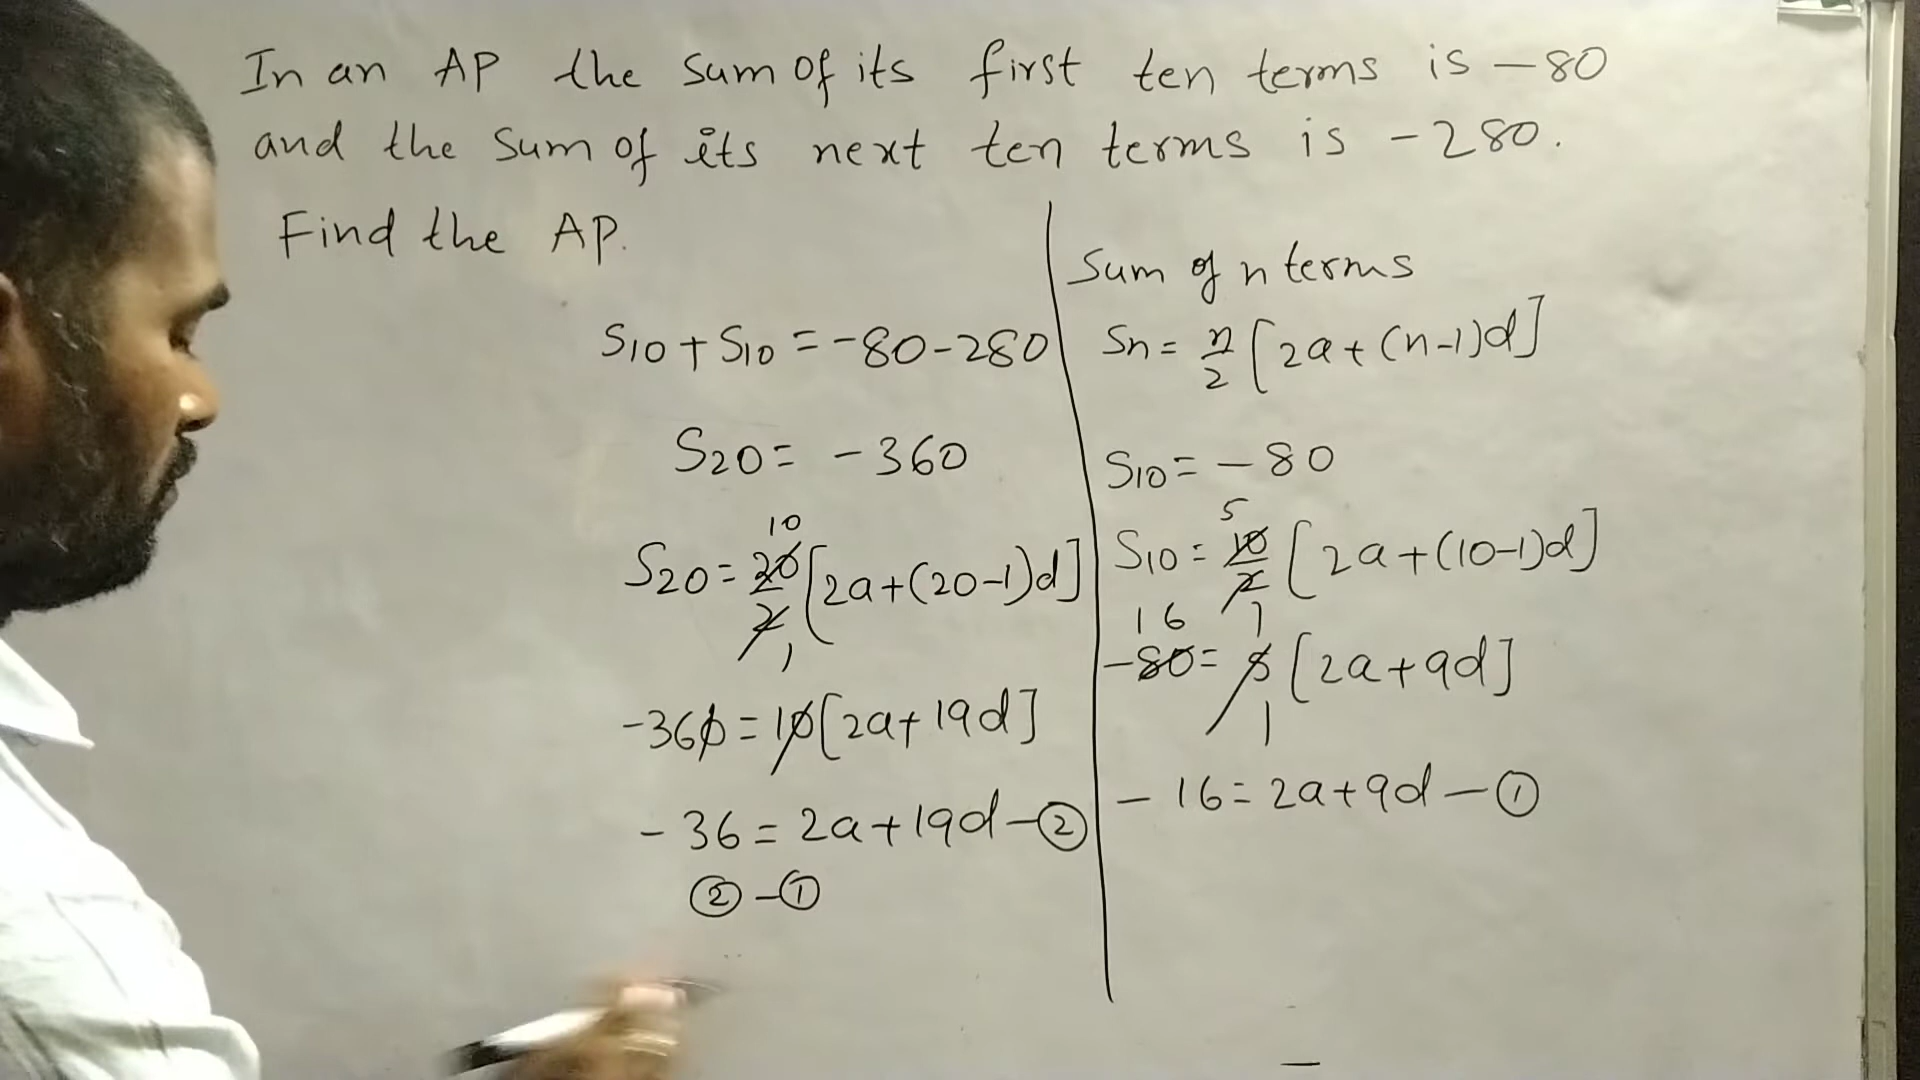 In an AP the sum of its first ten terms is -80
and the sum of its next ten terms is -280.
Find the AP.
S10 + S10 = -80-280
S20 = -360
10
S20 = 20/2 [2a+(20-1)d]
1
-360 = 10[2a+19d]
-36 = 2a+19d - ②
② - ①
Sum of n terms
Sn = n/2 [2a+(n-1)d]
S10 = -80
5
S10 = 10/2 [2a+(10-1)d]
16 1
-80 = 5 [2a+9d]
1
-16 = 2a+9d - ①